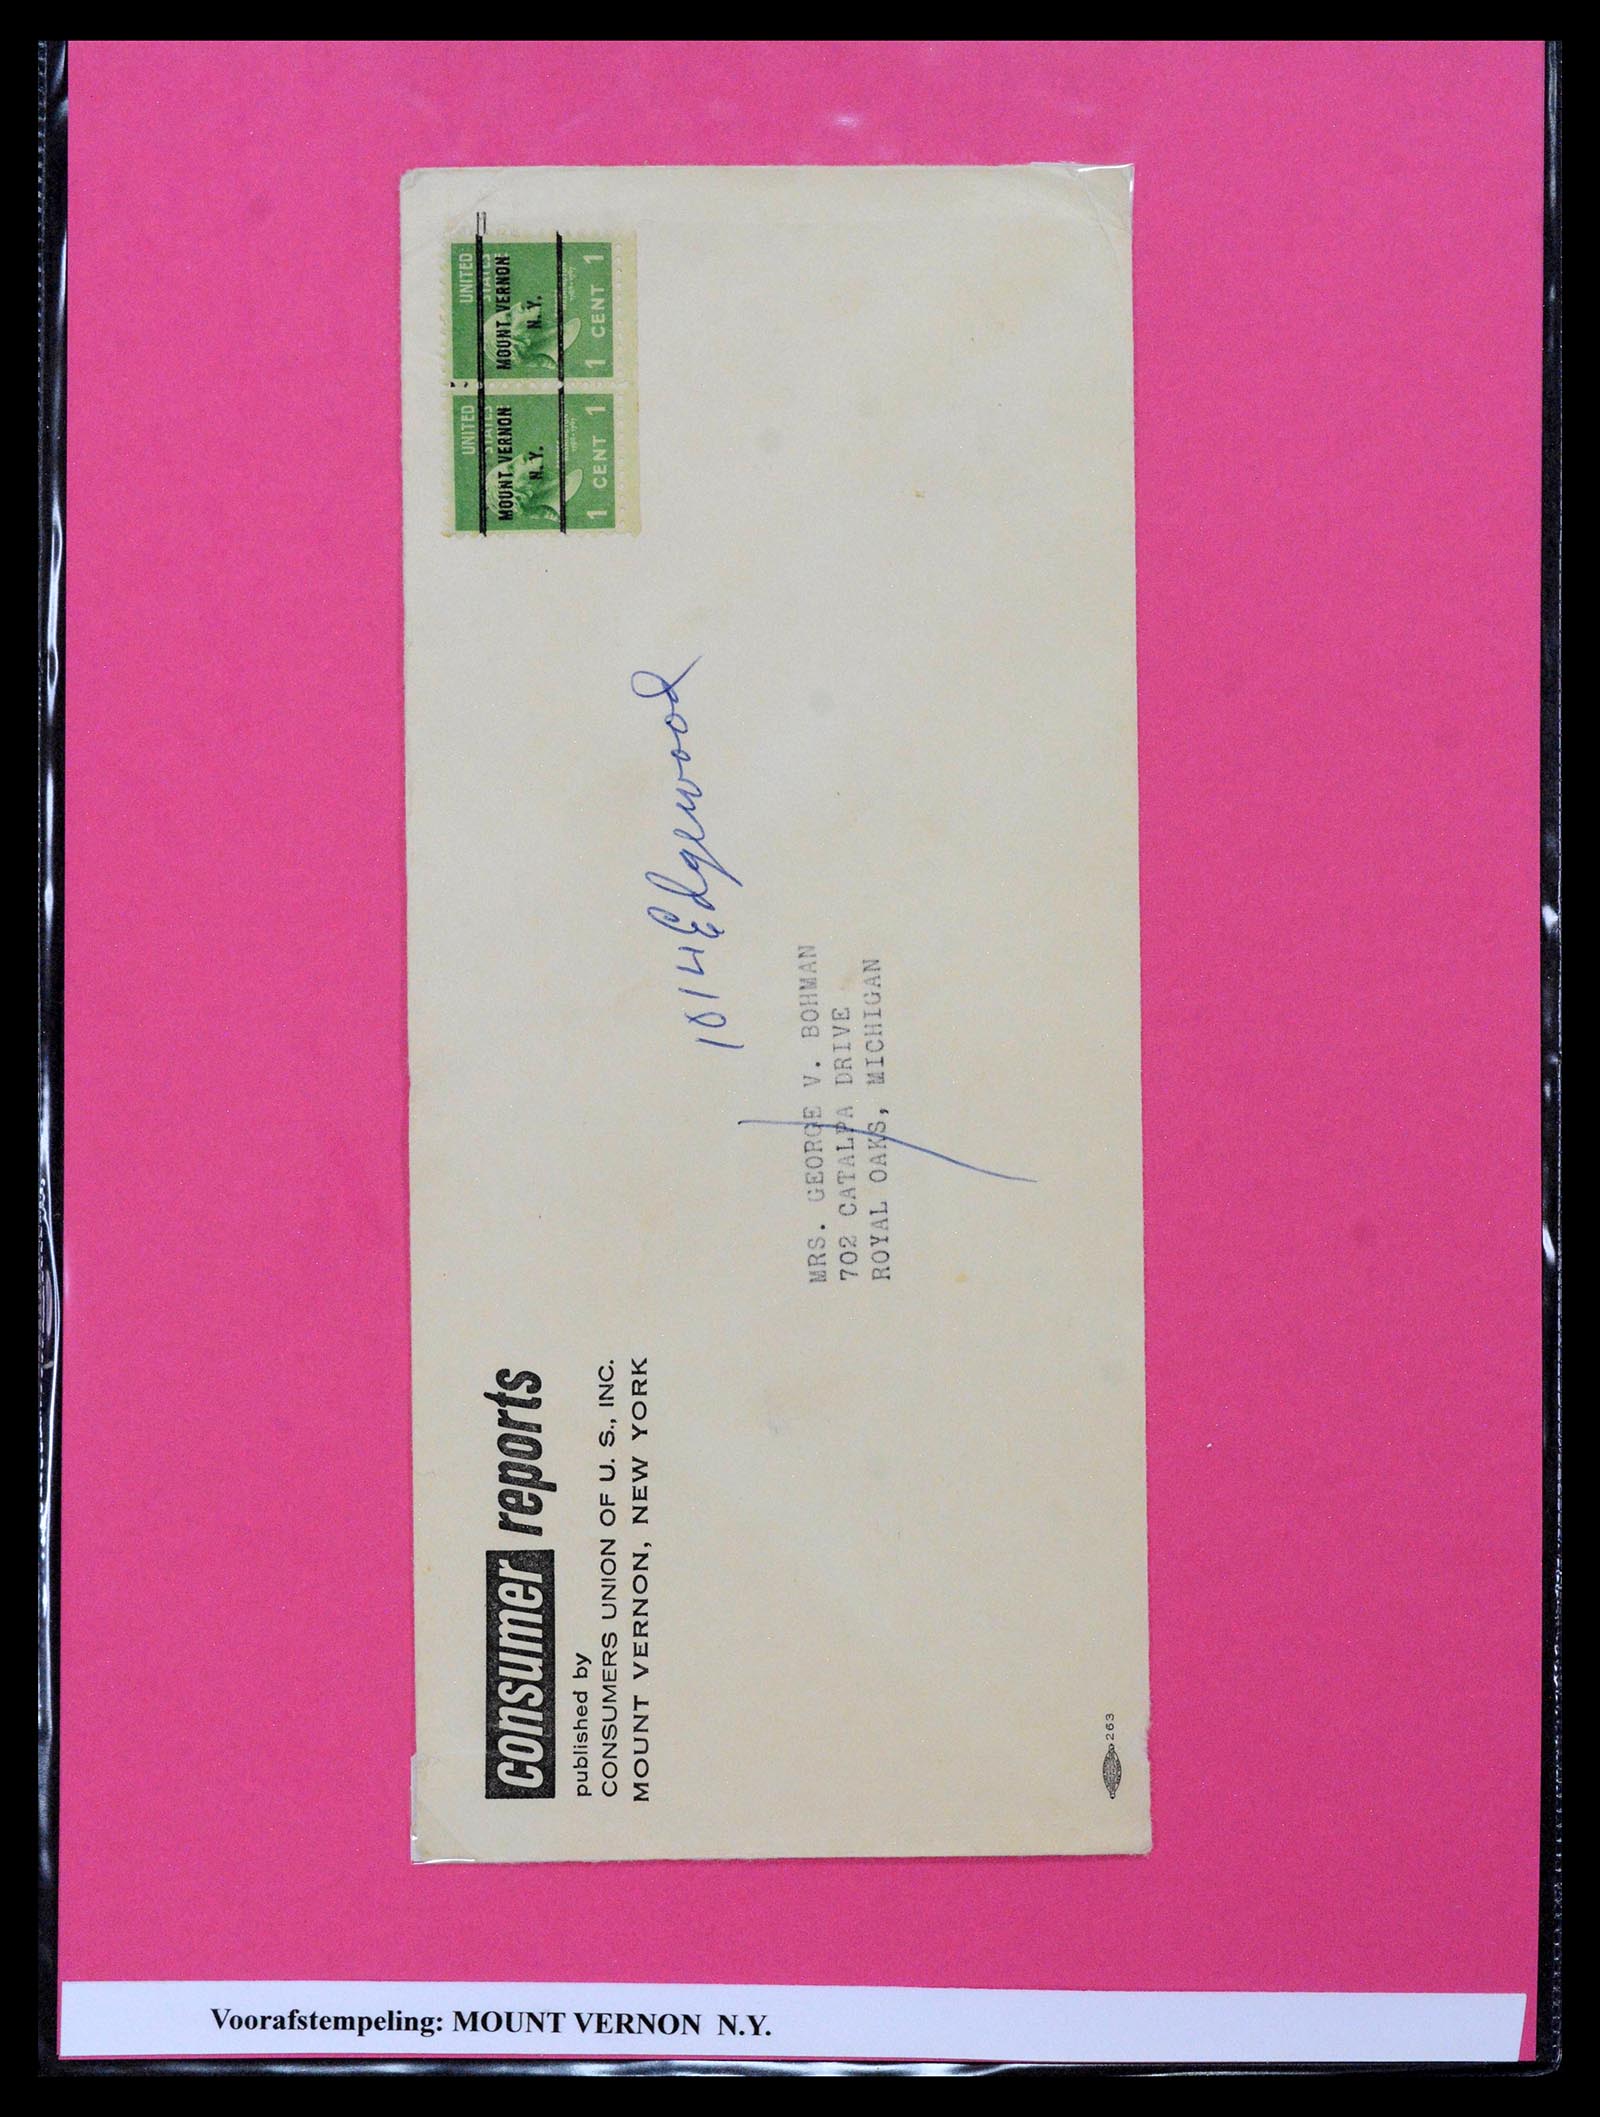 consumer reports
published by
CONSUMERS UNION OF U. S., INC.
MOUNT VERNON, NEW YORK
UNITED STATES
MOUNT VERNON
N.Y.
1 CENT 1
UNITED STATES
MOUNT VERNON
N.Y.
1 CENT 1
1014 Edgewood
MRS. GEORGE V. BOHMAN
702 CATALPA DRIVE
ROYAL OAKS, MICHIGAN
263
Voorafstempeling: MOUNT VERNON N.Y.